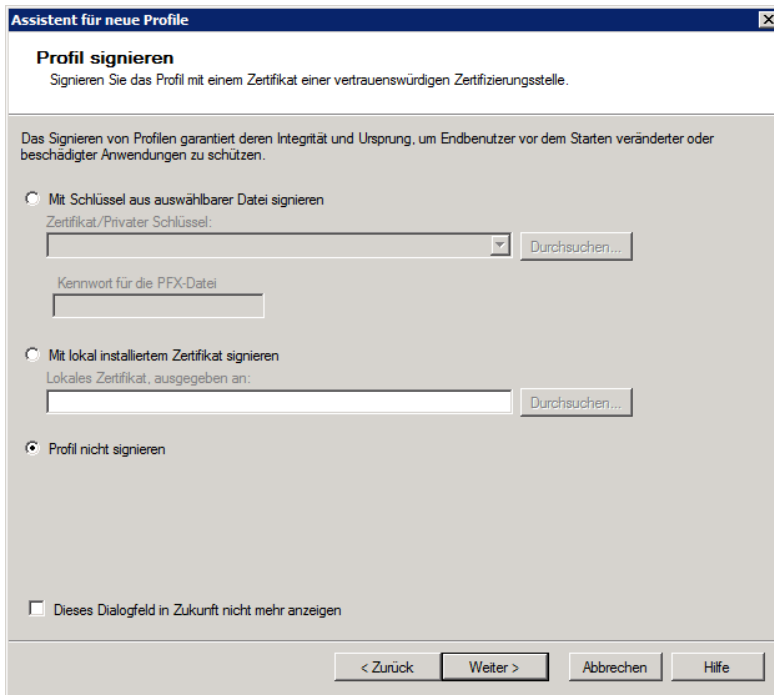 Assistent für neue Profile
Profil signieren
Signieren Sie das Profil mit einem Zertifikat einer vertrauenswürdigen Zertifizierungsstelle.
Das Signieren von Profilen garantiert deren Integrität und Ursprung, um Endbenutzer vor dem Starten veränderter oder
beschädigter Anwendungen zu schützen.
Mit Schlüssel aus auswählbarer Datei signieren
Zertifikat/Privater Schlüssel:
Durchsuchen...
Kennwort für die PFX-Datei
Mit lokal installiertem Zertifikat signieren
Lokales Zertifikat, ausgegeben an:
Durchsuchen...
Profil nicht signieren
Dieses Dialogfeld in Zukunft nicht mehr anzeigen
< Zurück Weiter > Abbrechen Hilfe